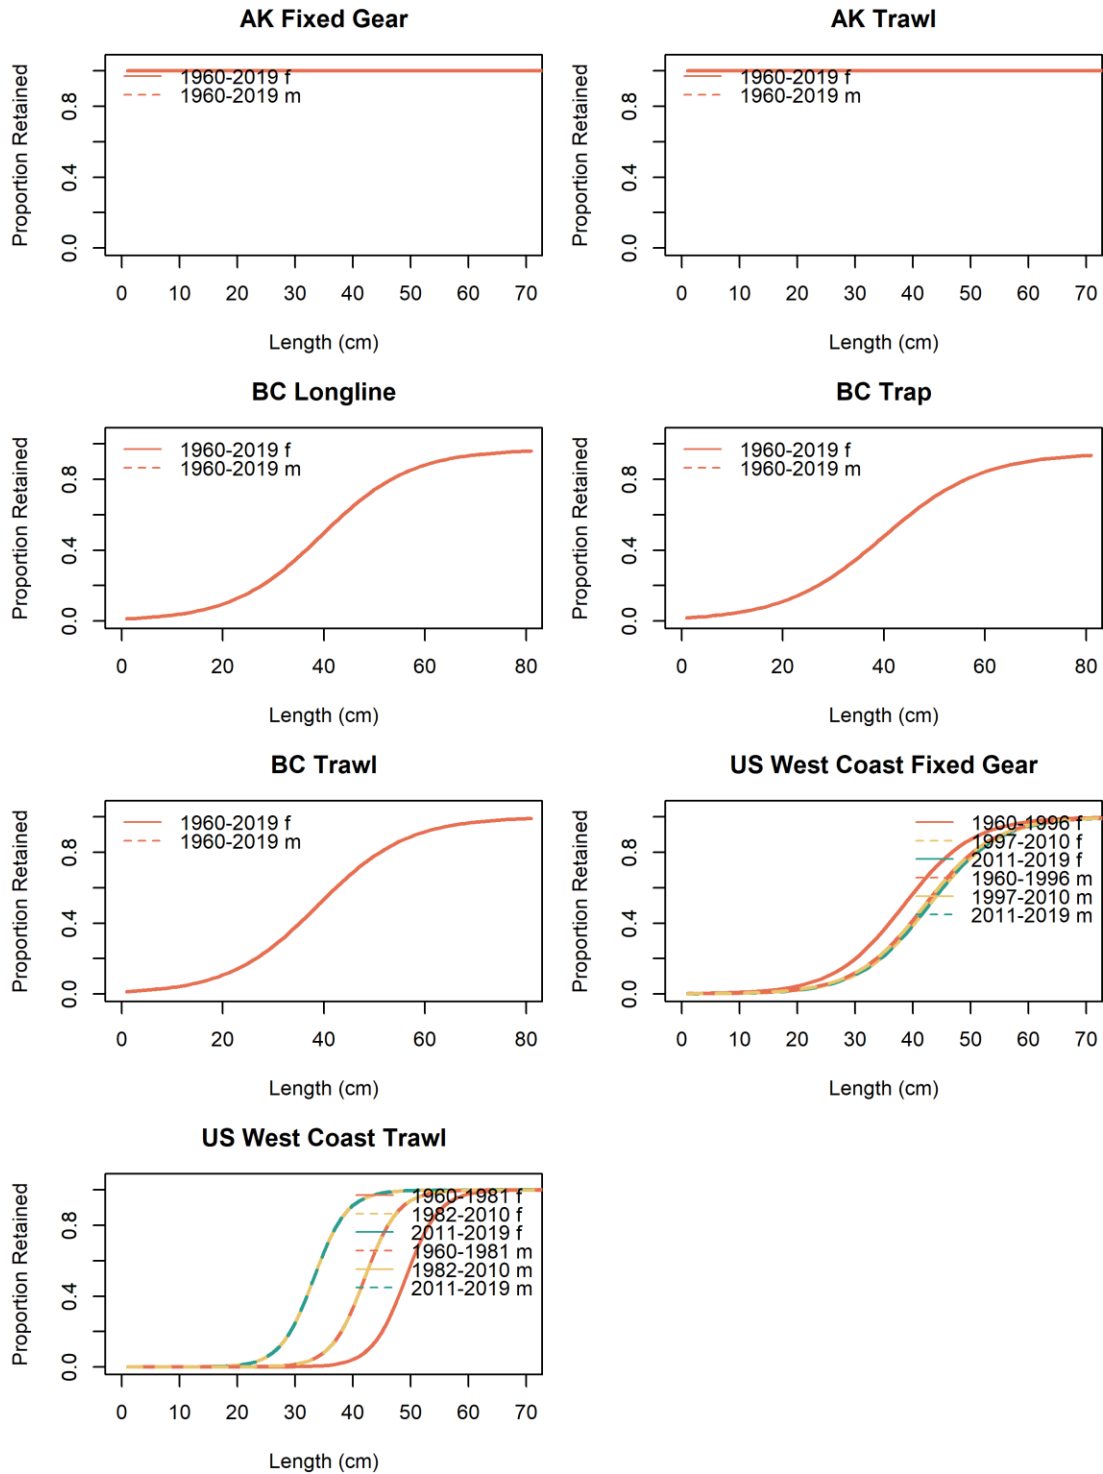 AK Fixed Gear
Proportion Retained
0.0 0.4 0.8
1960-2019 f
1960-2019 m
0 10 20 30 40 50 60 70
Length (cm)
AK Trawl
Proportion Retained
0.0 0.4 0.8
1960-2019 f
1960-2019 m
0 10 20 30 40 50 60 70
Length (cm)
BC Longline
Proportion Retained
0.0 0.4 0.8
1960-2019 f
1960-2019 m
0 20 40 60 80
Length (cm)
BC Trap
Proportion Retained
0.0 0.4 0.8
1960-2019 f
1960-2019 m
0 20 40 60 80
Length (cm)
BC Trawl
Proportion Retained
0.0 0.4 0.8
1960-2019 f
1960-2019 m
0 20 40 60 80
Length (cm)
US West Coast Fixed Gear
Proportion Retained
0.0 0.4 0.8
1960-1996 f
1997-2010 f
2011-2019 f
1960-1996 m
1997-2010 m
2011-2019 m
0 10 20 30 40 50 60 70
Length (cm)
US West Coast Trawl
Proportion Retained
0.0 0.4 0.8
1960-1981 f
1982-2010 f
2011-2019 f
1960-1981 m
1982-2010 m
2011-2019 m
0 10 20 30 40 50 60 70
Length (cm)